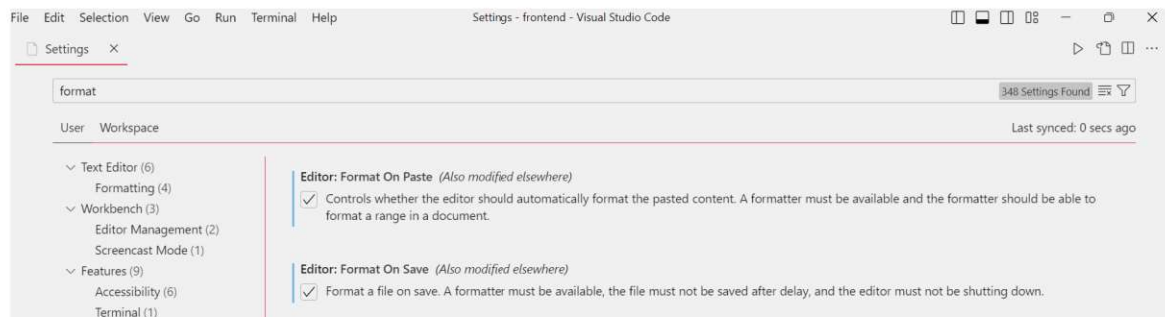 File Edit Selection View Go Run Terminal Help Settings - frontend - Visual Studio Code
Settings
format 348 Settings Found
User Workspace Last synced: 0 secs ago
Text Editor (6)
Formatting (4)
Workbench (3)
Editor Management (2)
Screencast Mode (1)
Features (9)
Accessibility (6)
Terminal (1)
Editor: Format On Paste (Also modified elsewhere)
Controls whether the editor should automatically format the pasted content. A formatter must be available and the formatter should be able to
format a range in a document.
Editor: Format On Save (Also modified elsewhere)
Format a file on save. A formatter must be available, the file must not be saved after delay, and the editor must not be shutting down.